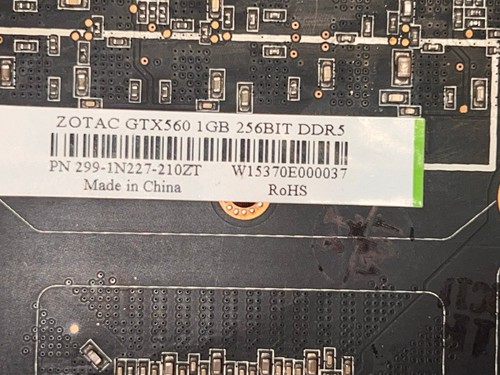 ZOTAC GTX560 1GB 256BIT DDR5
PN 299-1N227-210ZT W15370E000037
Made in China RoHS